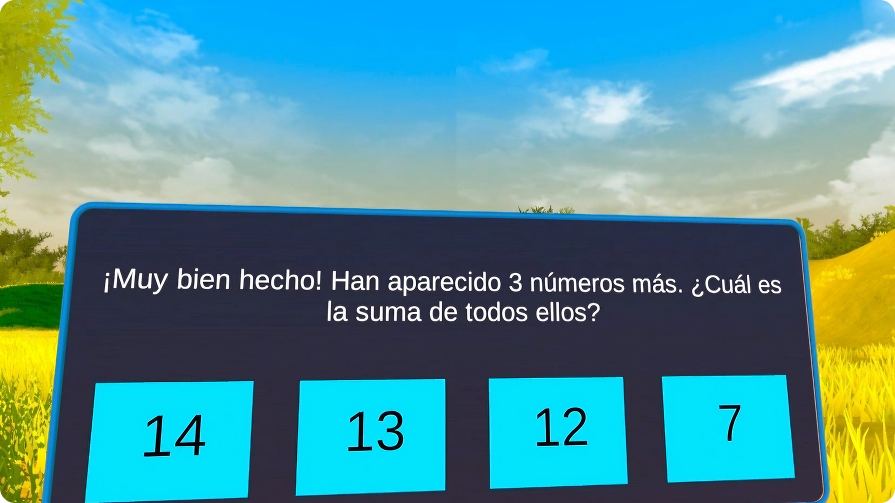 ¡Muy bien hecho! Han aparecido 3 números más. ¿Cuál es
la suma de todos ellos?
14 13 12 7